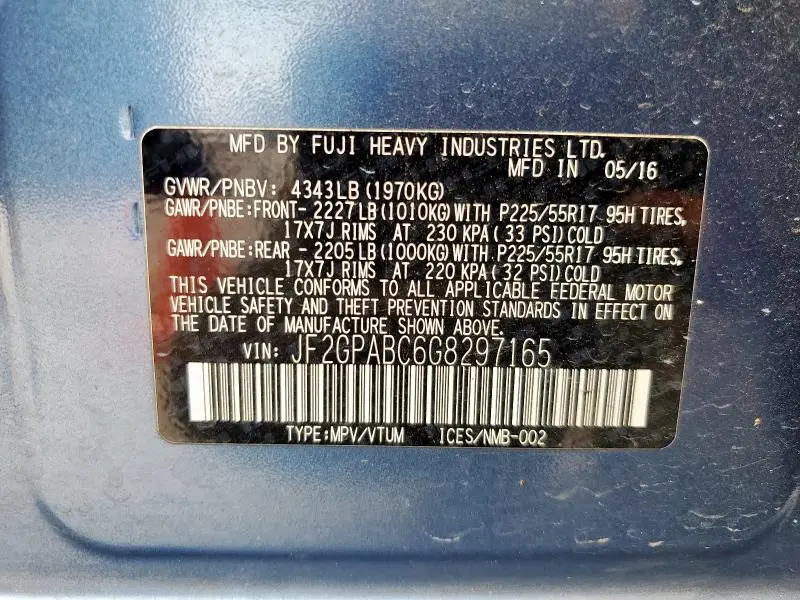 MFD BY FUJI HEAVY INDUSTRIES LTD.
MFD IN 05/16
GVWR/PNBV: 4343LB (1970KG)
GAWR/PNBE:FRONT- 2227LB (1010KG) WITH P225/55R17 95H TIRES,
17X7J RIMS AT 230 KPA (33 PSI) COLD
GAWR/PNBE:REAR - 2205LB (1000KG) WITH P225/55R17 95H TIRES,
17X7J RIMS AT 220 KPA (32 PSI) COLD
THIS VEHICLE CONFORMS TO ALL APPLICABLE FEDERAL MOTOR
VEHICLE SAFETY AND THEFT PREVENTION STANDARDS IN EFFECT ON
THE DATE OF MANUFACTURE SHOWN ABOVE.
VIN: JF2GPABC6G8297165
TYPE:MPV/VTUM ICES/NMB-002